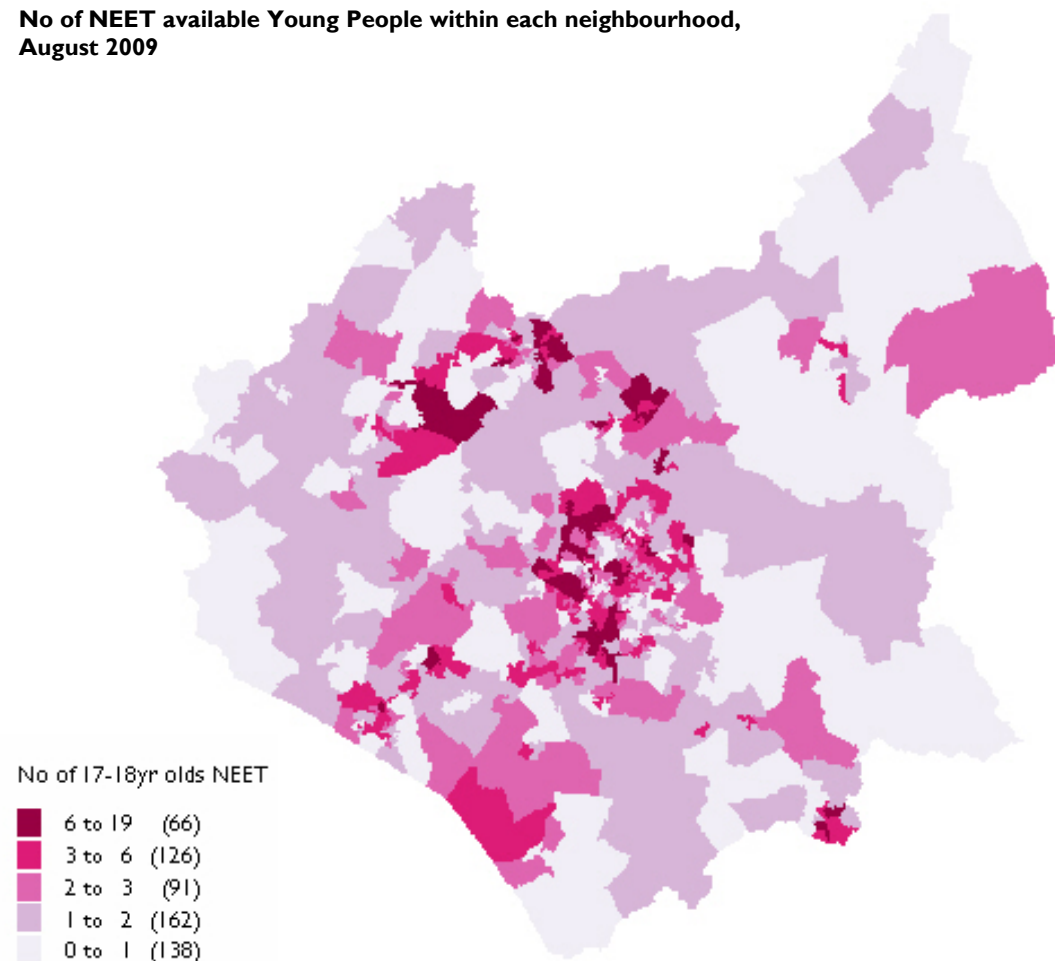 No of NEET available Young People within each neighbourhood,
August 2009
No of 17-18yr olds NEET
6 to 19 (66)
3 to 6 (126)
2 to 3 (91)
1 to 2 (162)
0 to 1 (138)